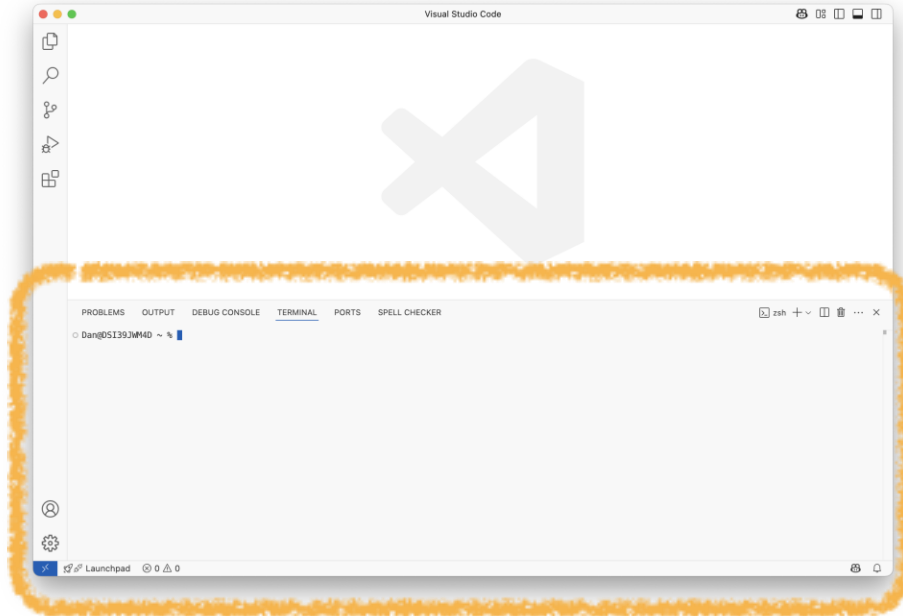 Visual Studio Code
PROBLEMS OUTPUT DEBUG CONSOLE TERMINAL PORTS SPELL CHECKER zsh
Dan@DSI39JWM4D ~ %
Launchpad 0 0